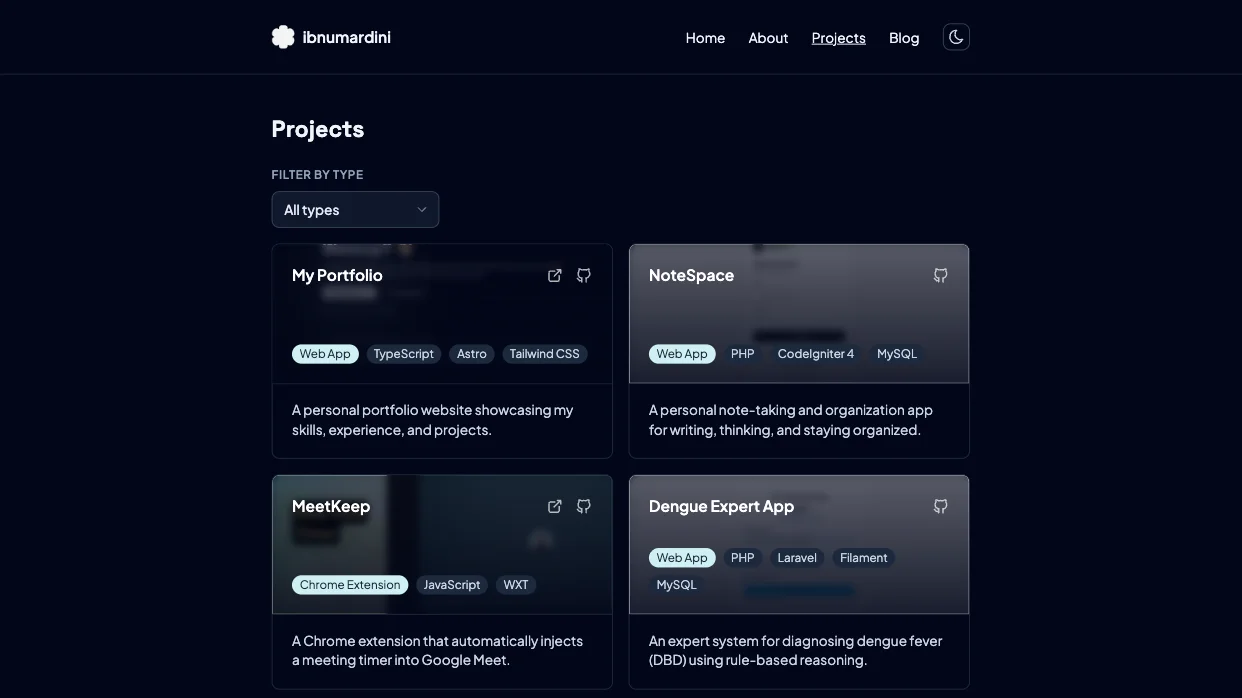 ibnumardini
Home About Projects Blog
Projects
FILTER BY TYPE
All types
My Portfolio
Web App TypeScript Astro Tailwind CSS
A personal portfolio website showcasing my
skills, experience, and projects.
NoteSpace
Web App PHP CodeIgniter 4 MySQL
A personal note-taking and organization app
for writing, thinking, and staying organized.
MeetKeep
Chrome Extension JavaScript WXT
A Chrome extension that automatically injects
a meeting timer into Google Meet.
Dengue Expert App
Web App PHP Laravel Filament
MySQL
An expert system for diagnosing dengue fever
(DBD) using rule-based reasoning.